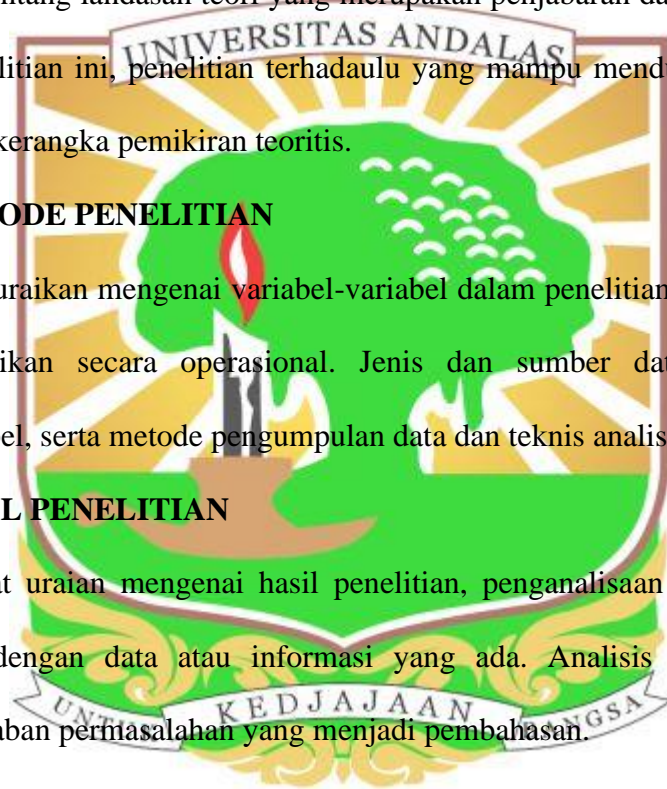 ntang landasan teori yang merupakan penjabaran da
UNIVERSITAS ANDALAS
litian ini, penelitian terhadaulu yang mampu mend
kerangka pemikiran teoritis.
ODE PENELITIAN
uraikan mengenai variabel-variabel dalam penelitian
ikan secara operasional. Jenis dan sumber dat
el, serta metode pengumpulan data dan teknis analis
L PENELITIAN
at uraian mengenai hasil penelitian, penganalisaan
dengan data atau informasi yang ada. Analisis
UNTUK KEDJAJAAN BANGSA
aban permasalahan yang menjadi pembahasan.